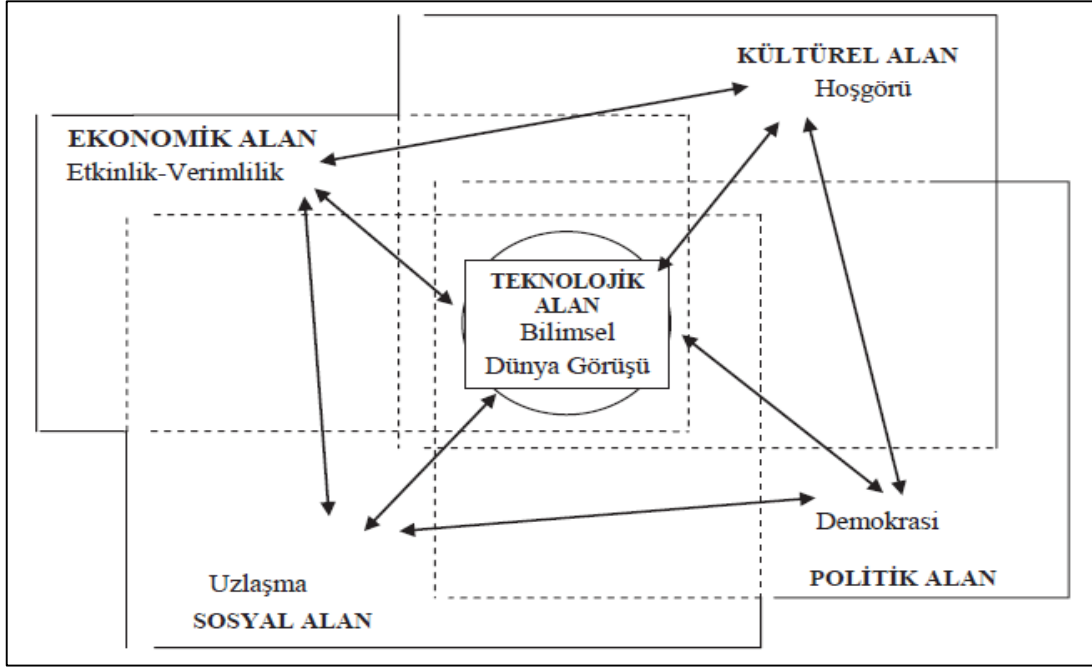 KÜLTÜREL ALAN
Hoşgörü
EKONOMİK ALAN
Etkinlik-Verimlilik
TEKNOLOJİK
ALAN
Bilimsel
Dünya Görüşü
Demokrasi
POLİTİK ALAN
Uzlaşma
SOSYAL ALAN